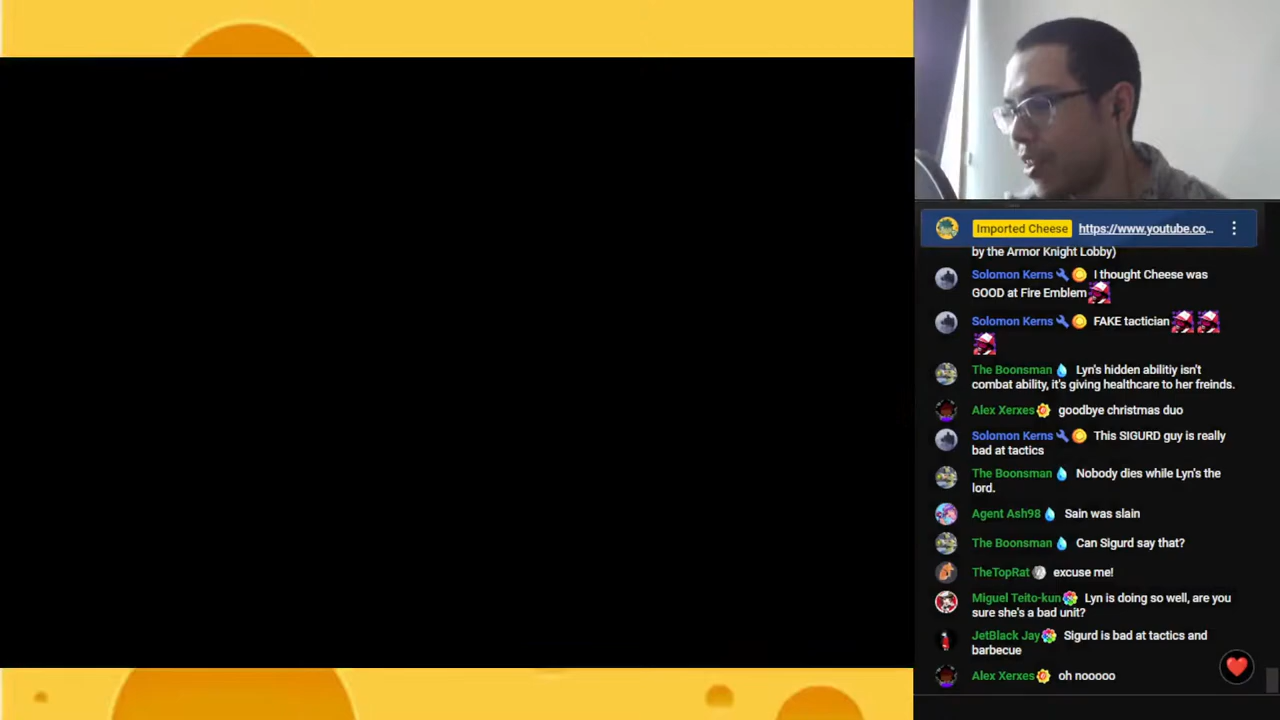 Imported Cheese https://www.youtube.co...
by the Armor Knight Lobby)
Solomon Kerns I thought Cheese was
GOOD at Fire Emblem
Solomon Kerns FAKE tactician
The Boonsman Lyn's hidden abilitiy isn't
combat ability, it's giving healthcare to her freinds.
Alex Xerxes goodbye christmas duo
Solomon Kerns This SIGURD guy is really
bad at tactics
The Boonsman Nobody dies while Lyn's the
lord.
Agent Ash98 Sain was slain
The Boonsman Can Sigurd say that?
TheTopRat excuse me!
Miguel Teito-kun Lyn is doing so well, are you
sure she's a bad unit?
JetBlack Jay Sigurd is bad at tactics and
barbecue
Alex Xerxes oh nooooo